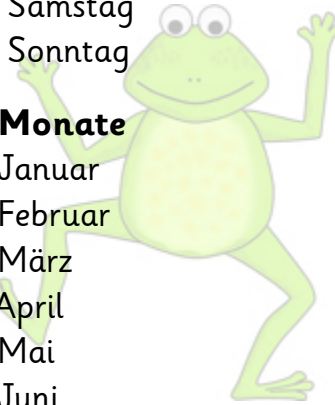 Samstag
Sonntag
Monate
Januar
Februar
März
April
Mai
Juni